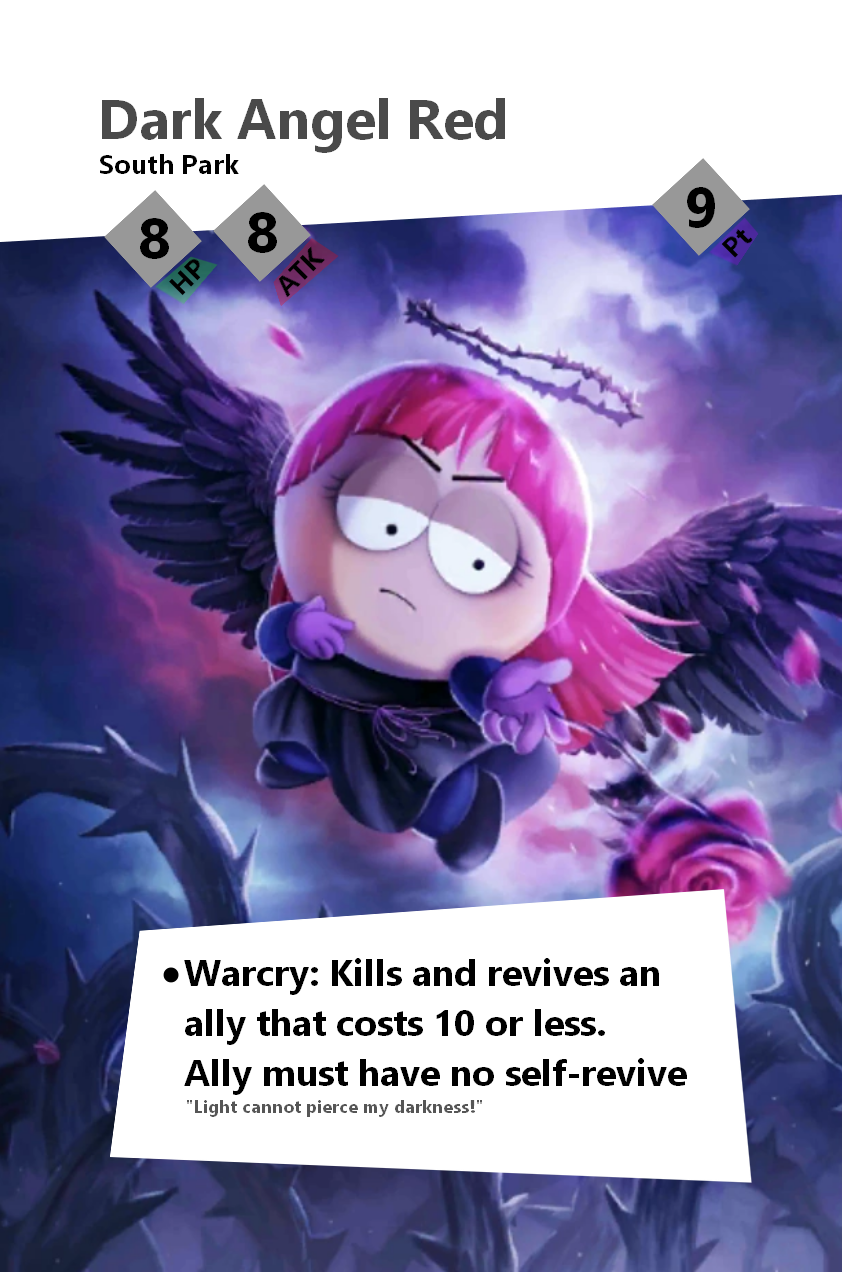 Dark Angel Red
South Park
8
HP
8
ATK
9
Pt
•Warcry: Kills and revives an
ally that costs 10 or less.
Ally must have no self-revive
"Light cannot pierce my darkness!"